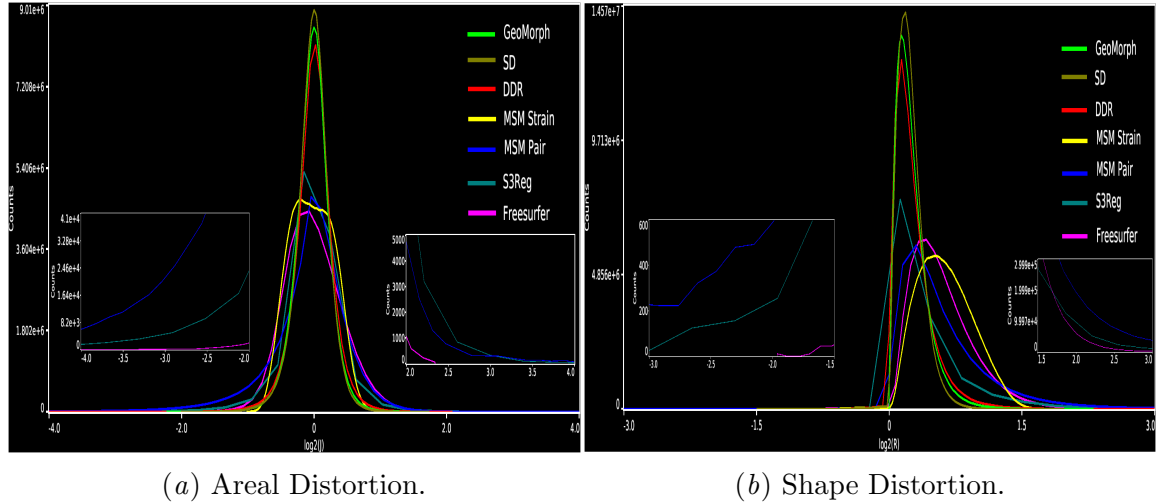 9.01e+6
7.208e+6
5.406e+6
3.604e+6
1.802e+6
0
Counts
-4.0
-2.0
0
2.0
4.0
log2(J)
GeoMorph
SD
DDR
MSM Strain
MSM Pair
S3Reg
Freesurfer
4.1e+4
3.28e+4
2.46e+4
1.64e+4
8.2e+3
0
Counts
-4.0
-3.5
-3.0
-2.5
-2.0
5000
4000
3000
2000
1000
0
Counts
2.0
2.5
3.0
3.5
4.0
(a) Areal Distortion.
1.457e+7
9.713e+6
4.856e+6
0
Counts
-3.0
-1.5
0
1.5
3.0
log2(R)
GeoMorph
SD
DDR
MSM Strain
MSM Pair
S3Reg
Freesurfer
600
400
200
0
Counts
-3.0
-2.5
-2.0
-1.5
2.999e+5
1.999e+5
9.997e+4
0
Counts
1.5
2.0
2.5
3.0
(b) Shape Distortion.